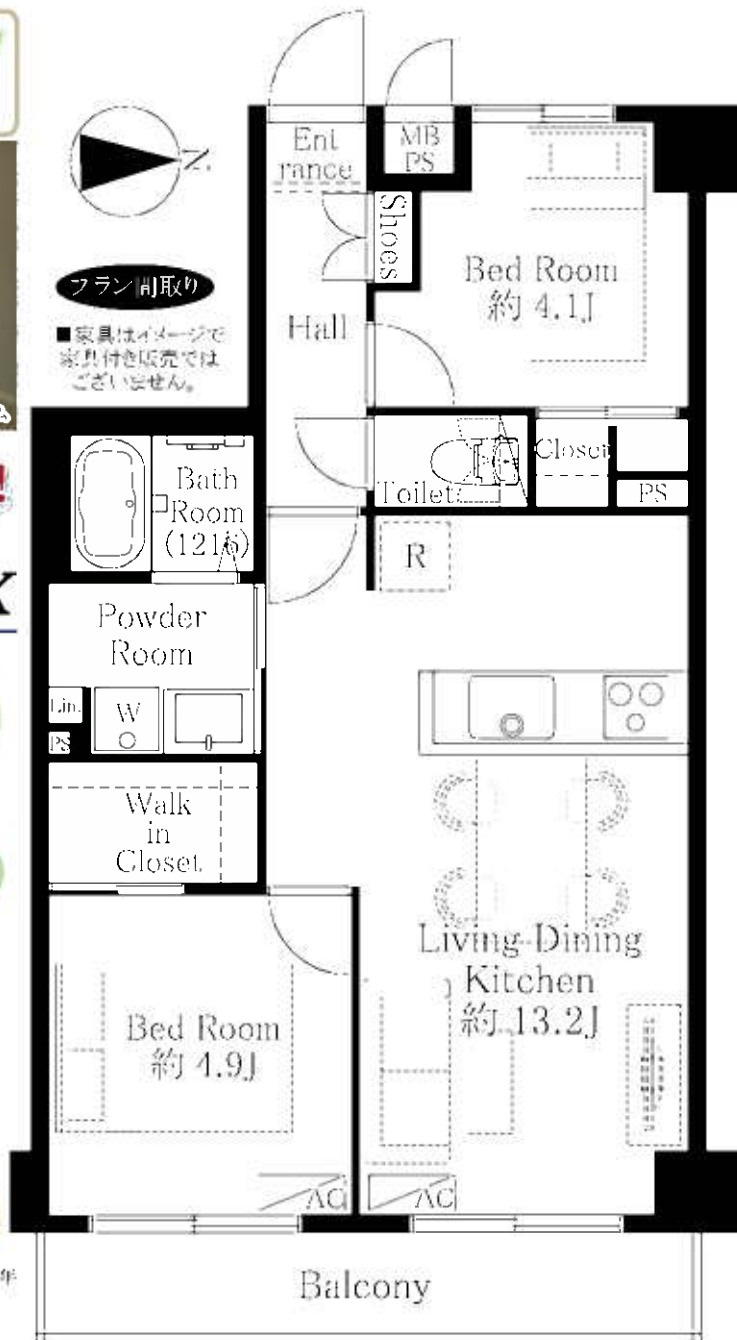 Ent
rance
MB
PS
N
Shoes
プラン間取り
Bed Room
約 4.1J
■家具はイメージで
家具付き販売では
ございません。
Hall
Bath
Room
(1216)
Toilet
Closet
PS
R
Powder
Room
Lin.
W
PS
Walk
in
Closet
Living-Dining
Kitchen
約 13.2J
Bed Room
約 4.9J
AC
AC
Balcony
年